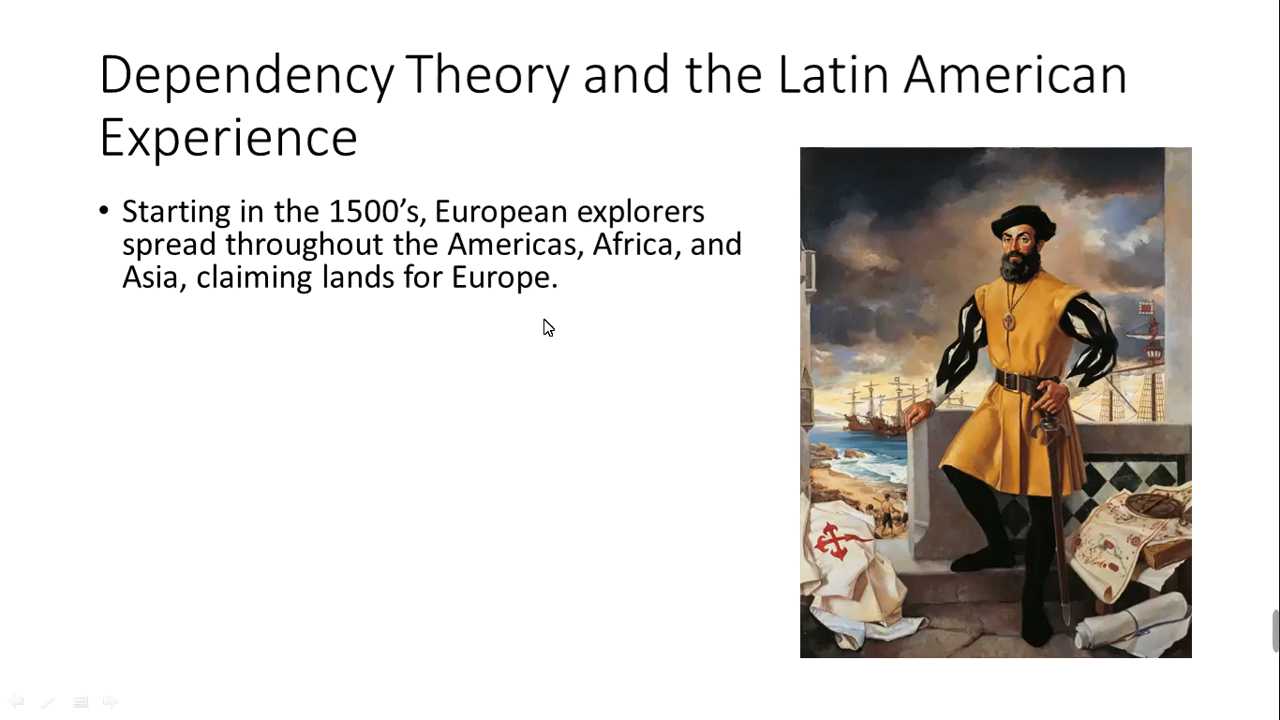 Dependency Theory and the Latin American
Experience
• Starting in the 1500’s, European explorers
spread throughout the Americas, Africa, and
Asia, claiming lands for Europe.